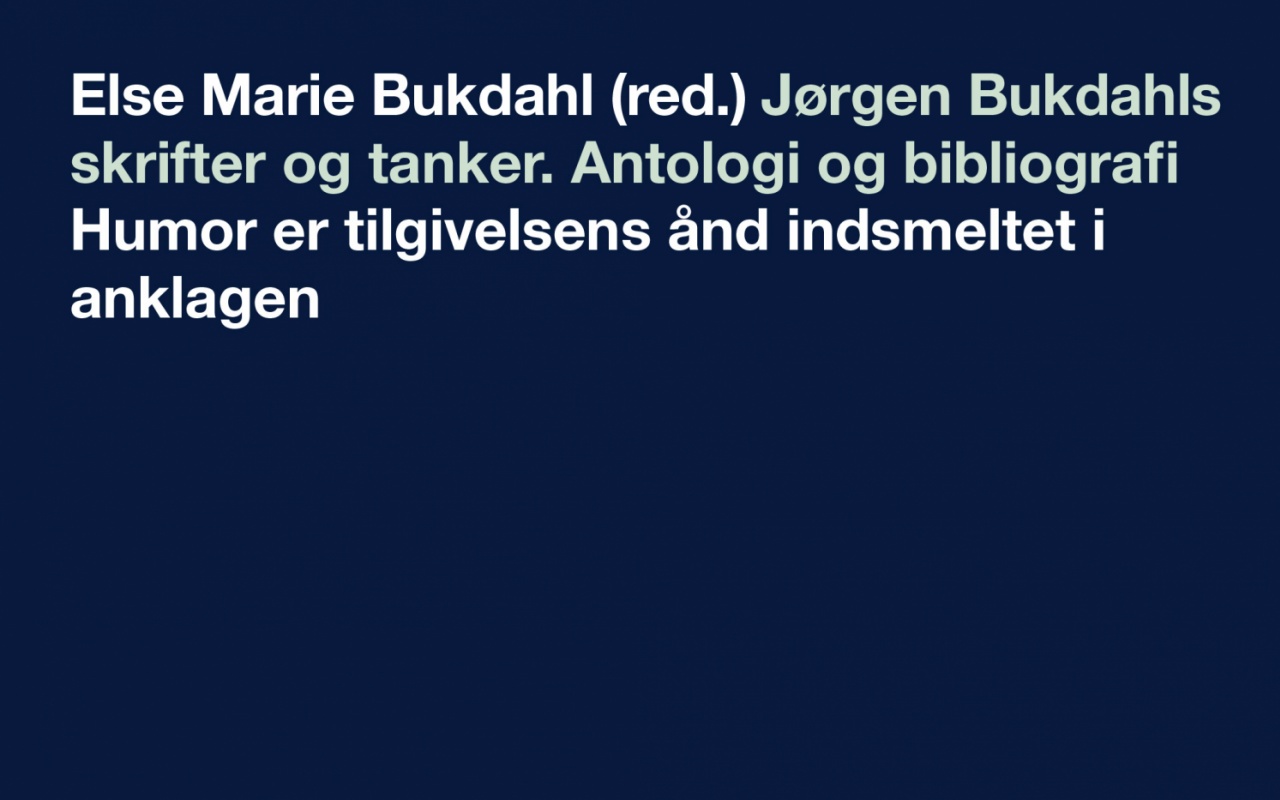 Else Marie Bukdahl (red.) Jørgen Bukdahls
skrifter og tanker. Antologi og bibliografi
Humor er tilgivelsens ånd indsmeltet i
anklagen